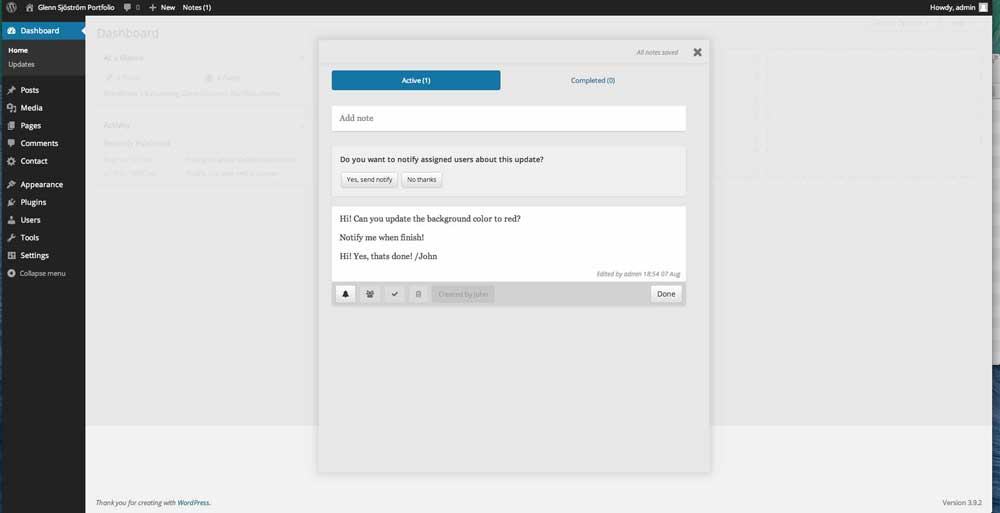 Glenn Sjöström Portfolio 0 New Notes (1) Howdy, admin
Dashboard
Home
Updates
Posts
Media
Pages
Comments
Contact
Appearance
Plugins
Users
Tools
Settings
Collapse menu
Dashboard
At a Glance
Activity
Recently Published
All notes saved
Active (1) Completed (0)
Add note
Do you want to notify assigned users about this update?
Yes, send notify No thanks
Hi! Can you update the background color to red?
Notify me when finish!
Hi! Yes, thats done! /John
Edited by admin 18:54 07 Aug
Created by John Done
Thank you for creating with WordPress. Version 3.9.2